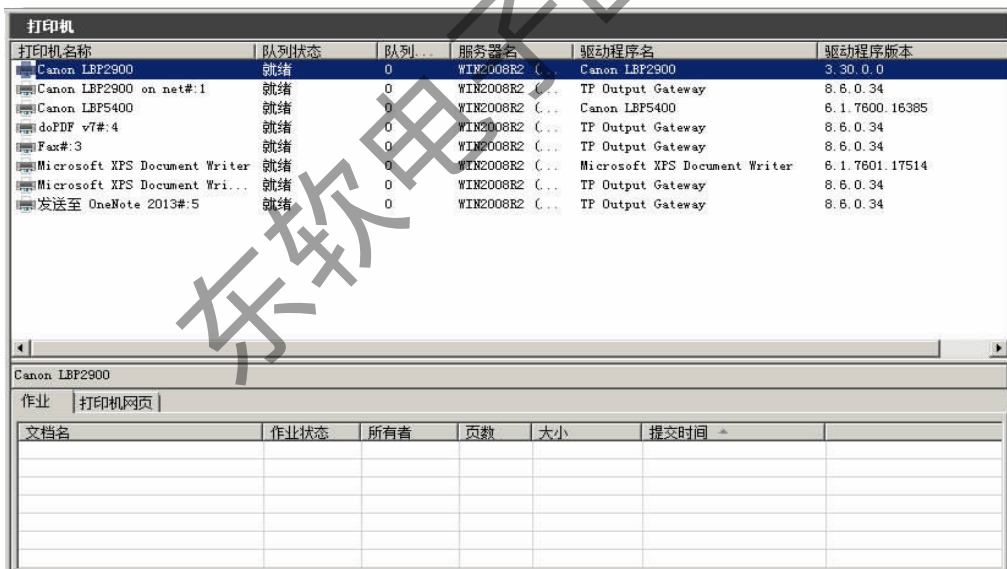 打印机
打印机名称 队列状态 队列... 服务器名 驱动程序名 驱动程序版本
Canon LBP2900 就绪 0 WIN2008R2 (... Canon LBP2900 3.30.0.0
Canon LBP2900 on net#:1 就绪 0 WIN2008R2 (... TP Output Gateway 8.6.0.34
Canon LBP5400 就绪 0 WIN2008R2 (... Canon LBP5400 6.1.7600.16385
doPDF v7#:4 就绪 0 WIN2008R2 (... TP Output Gateway 8.6.0.34
Fax#:3 就绪 0 WIN2008R2 (... TP Output Gateway 8.6.0.34
Microsoft XPS Document Writer 就绪 0 WIN2008R2 (... Microsoft XPS Document Writer 6.1.7601.17514
Microsoft XPS Document Wri... 就绪 0 WIN2008R2 (... TP Output Gateway 8.6.0.34
发送至 OneNote 2013#:5 就绪 0 WIN2008R2 (... TP Output Gateway 8.6.0.34
东软电子
Canon LBP2900
作业 打印机网页
文档名 作业状态 所有者 页数 大小 提交时间